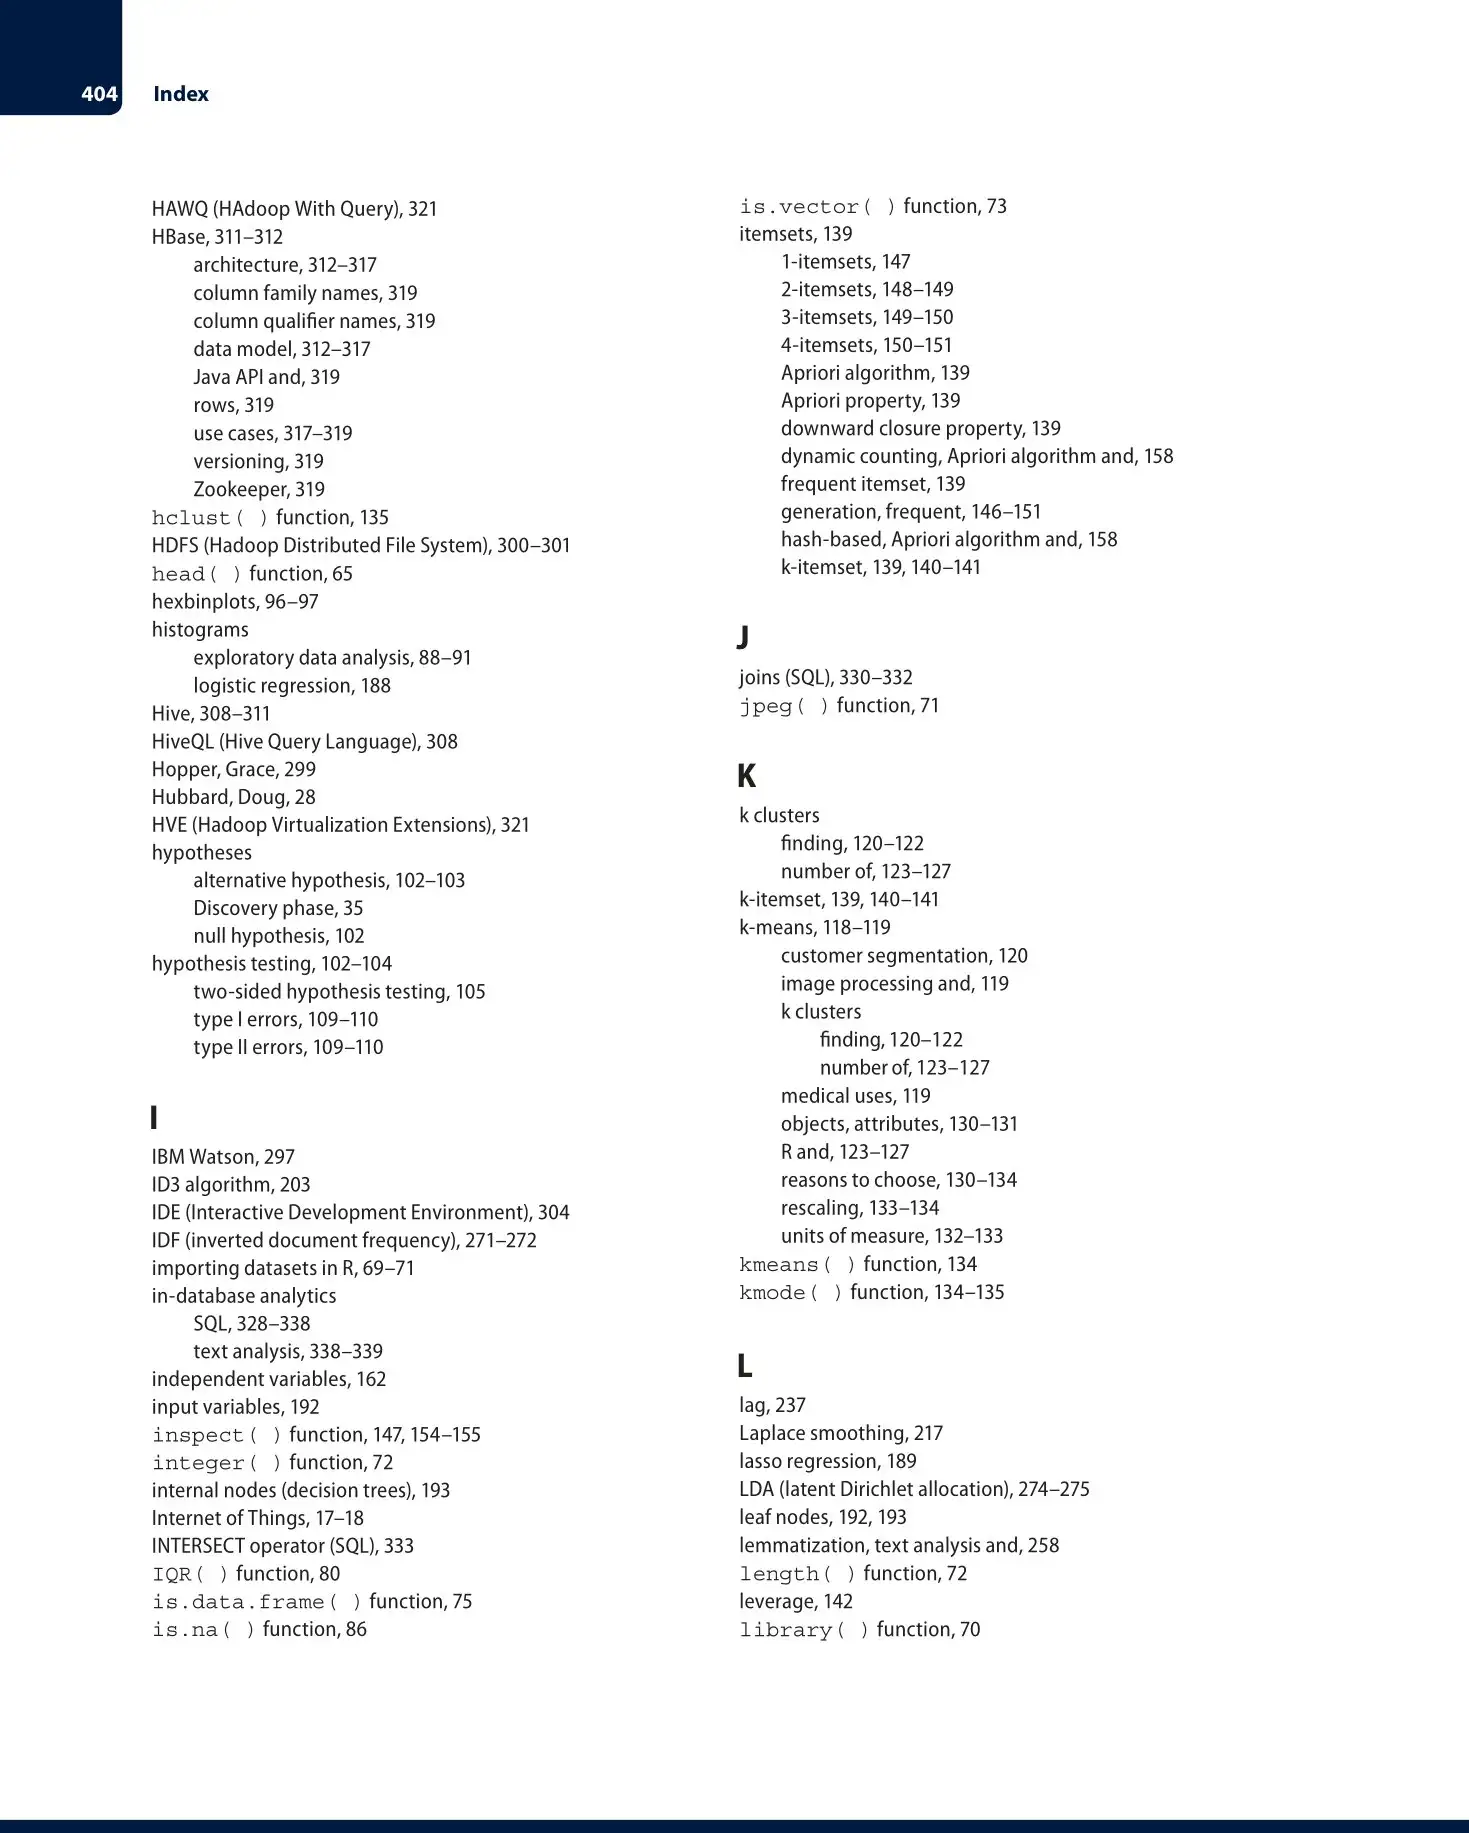 404 Index
HAWQ (HAdoop With Query), 321
HBase, 311–312
architecture, 312–317
column family names, 319
column qualifier names, 319
data model, 312–317
Java API and, 319
rows, 319
use cases, 317–319
versioning, 319
Zookeeper, 319
hclust( ) function, 135
HDFS (Hadoop Distributed File System), 300–301
head( ) function, 65
hexbinplots, 96–97
histograms
exploratory data analysis, 88–91
logistic regression, 188
Hive, 308–311
HiveQL (Hive Query Language), 308
Hopper, Grace, 299
Hubbard, Doug, 28
HVE (Hadoop Virtualization Extensions), 321
hypotheses
alternative hypothesis, 102–103
Discovery phase, 35
null hypothesis, 102
hypothesis testing, 102–104
two-sided hypothesis testing, 105
type I errors, 109–110
type II errors, 109–110
I
IBM Watson, 297
ID3 algorithm, 203
IDE (Interactive Development Environment), 304
IDF (inverted document frequency), 271–272
importing datasets in R, 69–71
in-database analytics
SQL, 328–338
text analysis, 338–339
independent variables, 162
input variables, 192
inspect( ) function, 147, 154–155
integer( ) function, 72
internal nodes (decision trees), 193
Internet of Things, 17–18
INTERSECT operator (SQL), 333
IQR( ) function, 80
is.data.frame( ) function, 75
is.na( ) function, 86
is.vector( ) function, 73
itemsets, 139
1-itemsets, 147
2-itemsets, 148–149
3-itemsets, 149–150
4-itemsets, 150–151
Apriori algorithm, 139
Apriori property, 139
downward closure property, 139
dynamic counting, Apriori algorithm and, 158
frequent itemset, 139
generation, frequent, 146–151
hash-based, Apriori algorithm and, 158
k-itemset, 139, 140–141
J
joins (SQL), 330–332
jpeg( ) function, 71
K
k clusters
finding, 120–122
number of, 123–127
k-itemset, 139, 140–141
k-means, 118–119
customer segmentation, 120
image processing and, 119
k clusters
finding, 120–122
number of, 123–127
medical uses, 119
objects, attributes, 130–131
R and, 123–127
reasons to choose, 130–134
rescaling, 133–134
units of measure, 132–133
kmeans( ) function, 134
kmode( ) function, 134–135
L
lag, 237
Laplace smoothing, 217
lasso regression, 189
LDA (latent Dirichlet allocation), 274–275
leaf nodes, 192, 193
lemmatization, text analysis and, 258
length( ) function, 72
leverage, 142
library( ) function, 70